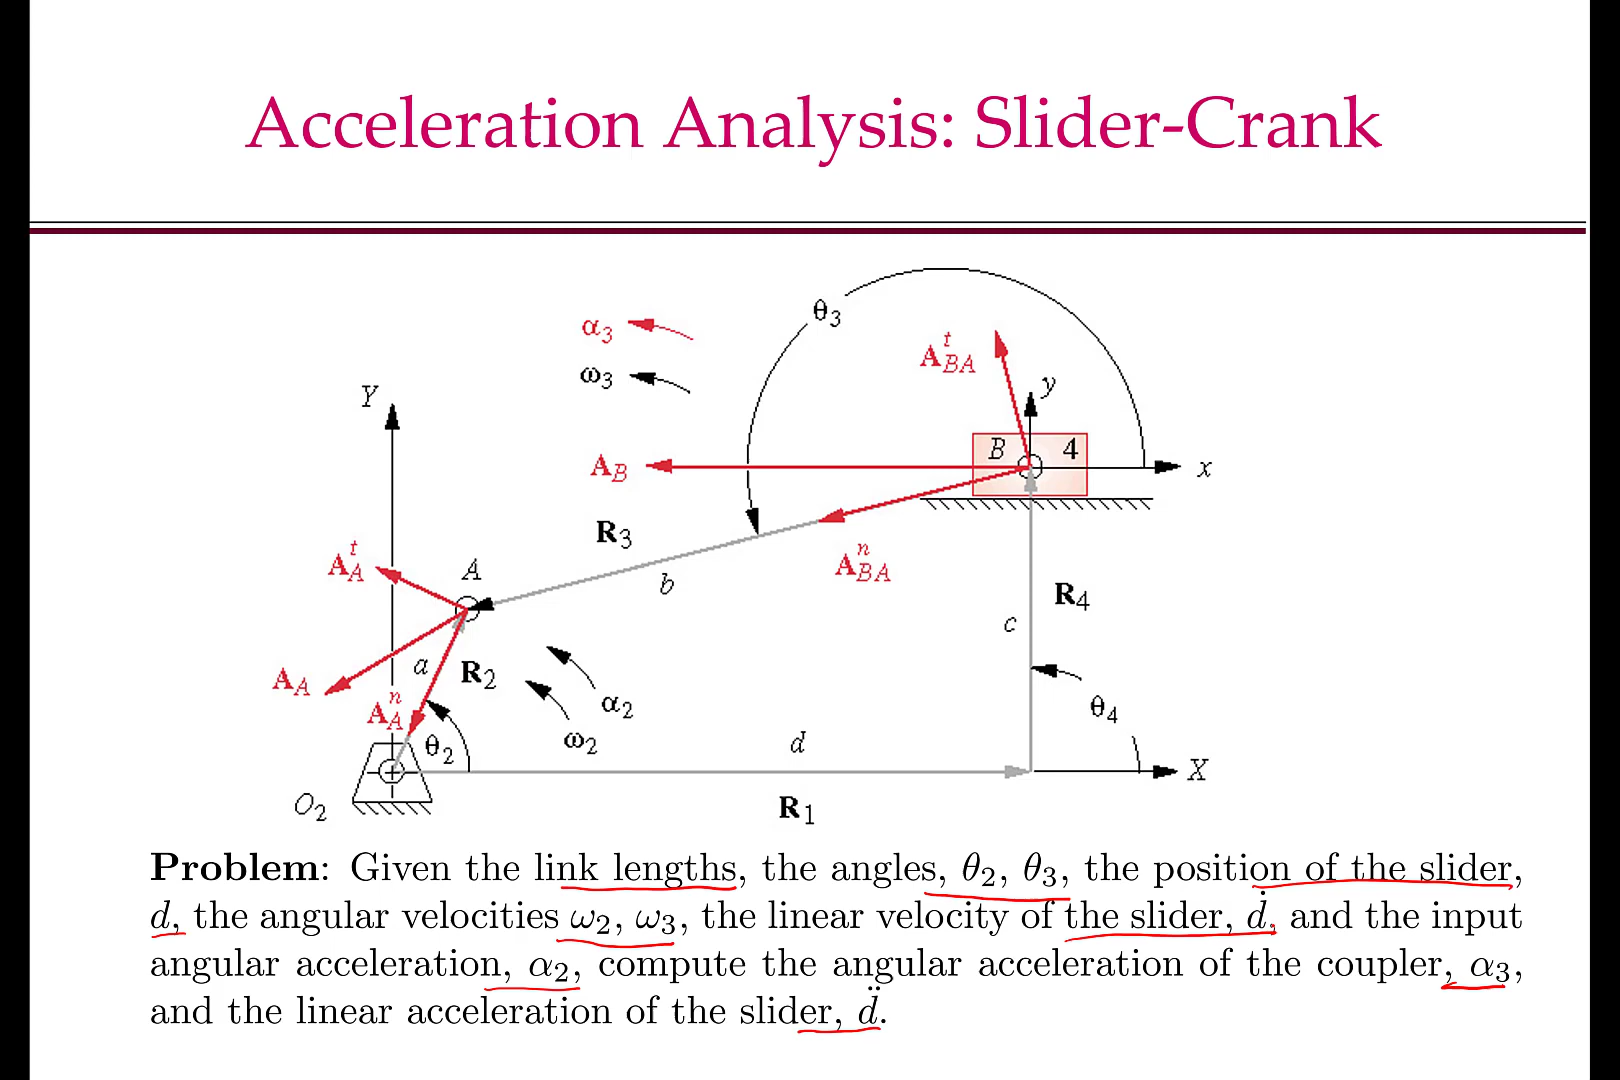 Acceleration Analysis: Slider-Crank
θ3
α3
A^t_BA
ω3
Y
y
B
4
A_B
x
R3
A^t_A
A
A^n_BA
b
R4
c
a
R2
A_A
A^n_A
α2
θ4
θ2
ω2
d
X
O2
R1
Problem: Given the link lengths, the angles, θ2, θ3, the position of the slider,
d, the angular velocities ω2, ω3, the linear velocity of the slider, ḋ, and the input
angular acceleration, α2, compute the angular acceleration of the coupler, α3,
and the linear acceleration of the slider, d̈.